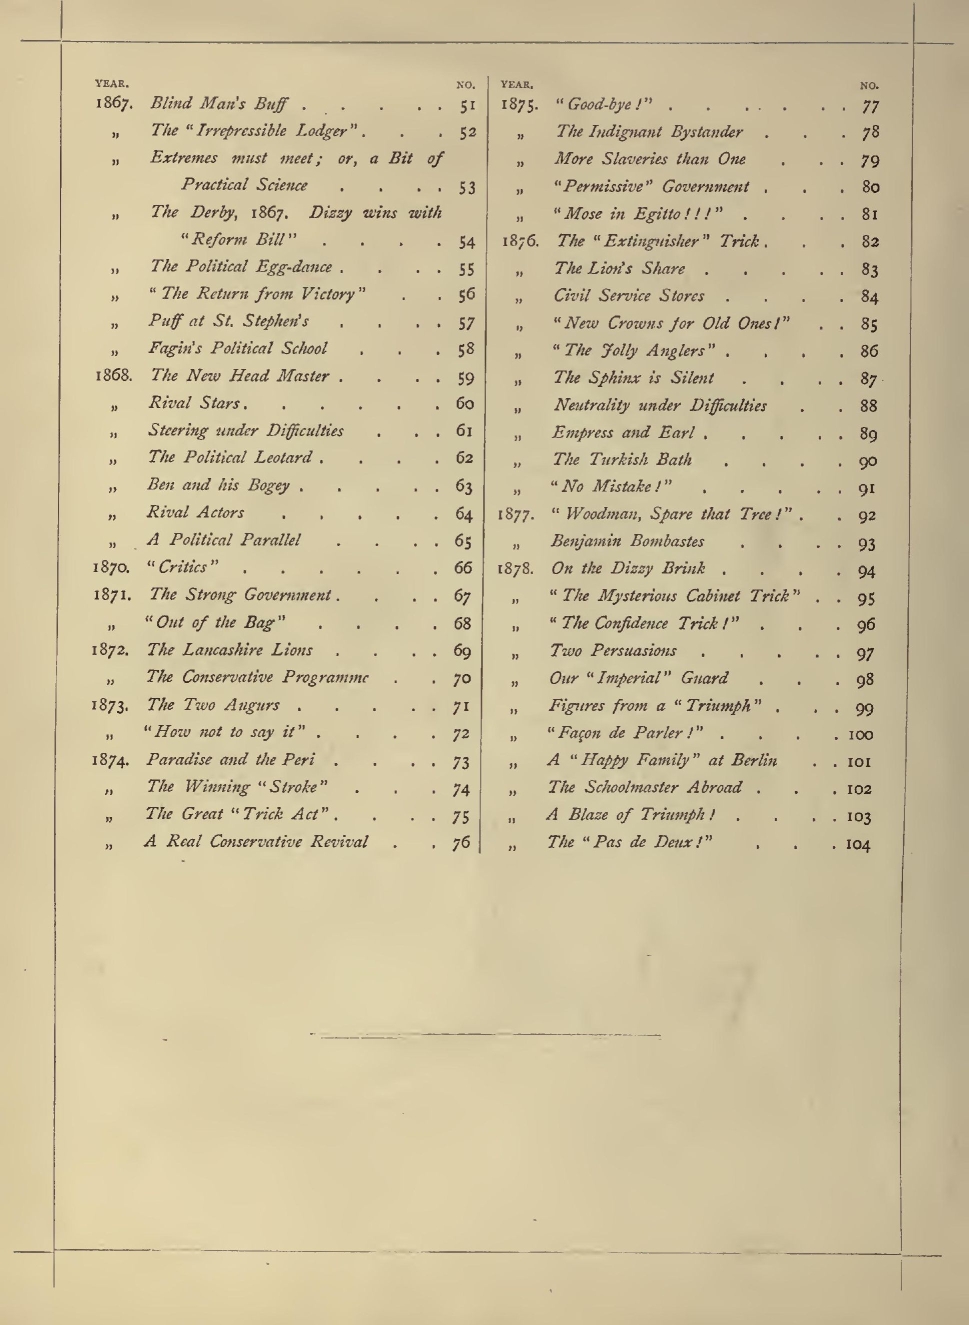 YEAR. NO.
1867. Blind Man's Buff . . . . . 51
„ The “Irrepressible Lodger” . . . 52
„ Extremes must meet; or, a Bit of
Practical Science . . . . 53
„ The Derby, 1867. Dizzy wins with
“Reform Bill” . . . . 54
„ The Political Egg-dance . . . . 55
„ “The Return from Victory” . . 56
„ Puff at St. Stephen's . . . . 57
„ Fagin's Political School . . . 58
1868. The New Head Master . . . . 59
„ Rival Stars . . . . . . 60
„ Steering under Difficulties . . . 61
„ The Political Leotard . . . . 62
„ Ben and his Bogey . . . . . 63
„ Rival Actors . . . . . 64
„ A Political Parallel . . . . 65
1870. “Critics” . . . . . . 66
1871. The Strong Government . . . . 67
„ “Out of the Bag” . . . . 68
1872. The Lancashire Lions . . . . 69
„ The Conservative Programme . . 70
1873. The Two Augurs . . . . . 71
„ “How not to say it” . . . . 72
1874. Paradise and the Peri . . . . 73
„ The Winning “Stroke” . . . 74
„ The Great “Trick Act” . . . . 75
„ A Real Conservative Revival . . 76
YEAR. NO.
1875. “Good-bye!” . . . . . . 77
„ The Indignant Bystander . . . 78
„ More Slaveries than One . . . 79
„ “Permissive” Government . . . 80
„ “Mose in Egitto!!!” . . . . 81
1876. The “Extinguisher” Trick . . . 82
„ The Lion's Share . . . . . 83
„ Civil Service Stores . . . . 84
„ “New Crowns for Old Ones!” . . 85
„ “The Jolly Anglers” . . . . 86
„ The Sphinx is Silent . . . . 87
„ Neutrality under Difficulties . . 88
„ Empress and Earl . . . . . 89
„ The Turkish Bath . . . . 90
„ “No Mistake!” . . . . . 91
1877. “Woodman, Spare that Tree!” . . 92
„ Benjamin Bombastes . . . . 93
1878. On the Dizzy Brink . . . . 94
„ “The Mysterious Cabinet Trick” . . 95
„ “The Confidence Trick!” . . . 96
„ Two Persuasions . . . . . 97
„ Our “Imperial” Guard . . . 98
„ Figures from a “Triumph” . . . 99
„ “Façon de Parler!” . . . . 100
„ A “Happy Family” at Berlin . . 101
„ The Schoolmaster Abroad . . . 102
„ A Blaze of Triumph! . . . . 103
„ The “Pas de Deux!” . . . 104